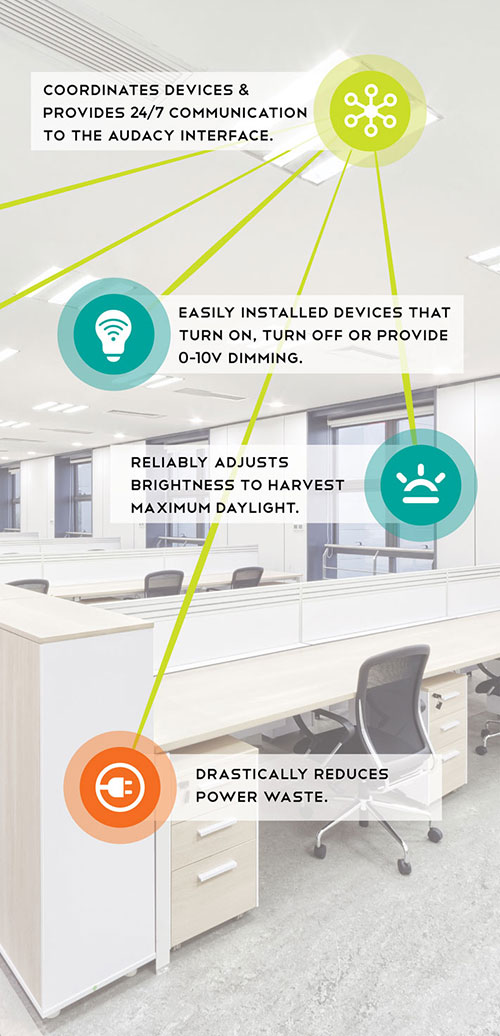 COORDINATES DEVICES &
PROVIDES 24/7 COMMUNICATION
TO THE AUDACY INTERFACE.
EASILY INSTALLED DEVICES THAT
TURN ON, TURN OFF OR PROVIDE
0-10V DIMMING.
RELIABLY ADJUSTS
BRIGHTNESS TO HARVEST
MAXIMUM DAYLIGHT.
DRASTICALLY REDUCES
POWER WASTE.